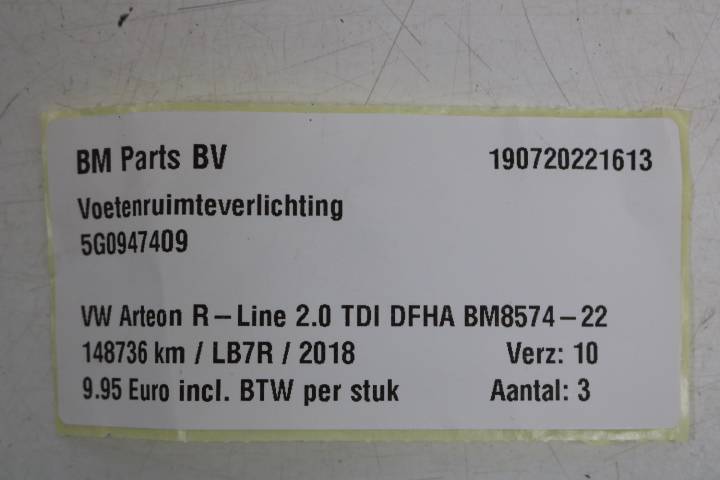 BM Parts BV 190720221613
Voetenruimteverlichting
5G0947409
VW Arteon R-Line 2.0 TDI DFHA BM8574-22
148736 km / LB7R / 2018 Verz: 10
9.95 Euro incl. BTW per stuk Aantal: 3